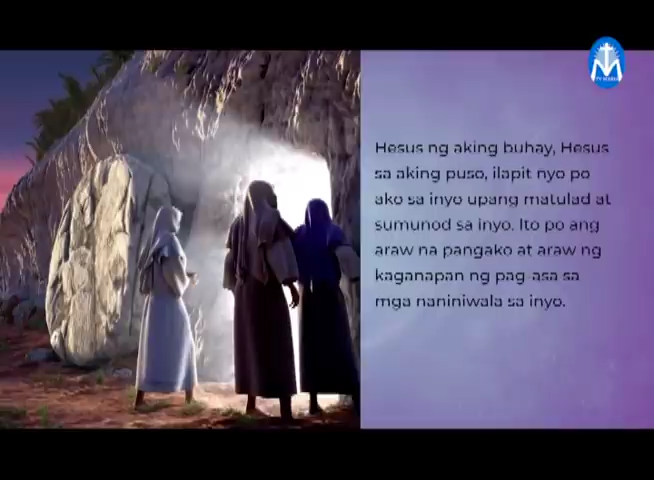 TV MARIA
Hesus ng aking buhay, Hesus
sa aking puso, ilapit nyo po
ako sa inyo upang matulad at
sumunod sa inyo. Ito po ang
araw na pangako at araw ng
kaganapan ng pag-asa sa
mga naniniwala sa inyo.